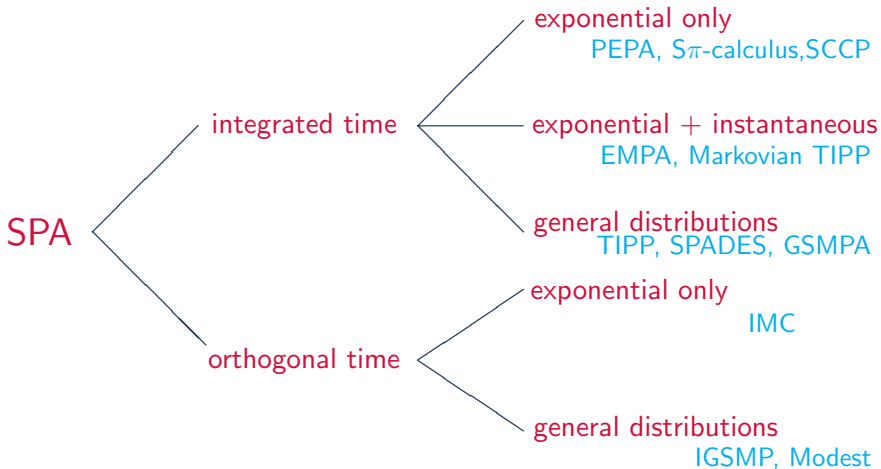 exponential only
PEPA, Sπ-calculus,SCCP
integrated time
exponential + instantaneous
EMPA, Markovian TIPP
SPA
general distributions
TIPP, SPADES, GSMPA
exponential only
IMC
orthogonal time
general distributions
IGSMP, Modest